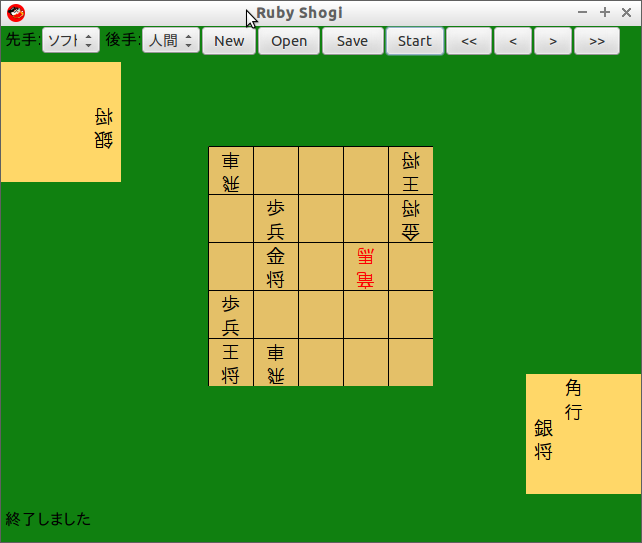 Ruby Shogi
先手: ソフト 後手: 人間 New Open Save Start << < > >>
銀将
飛車 王将
歩兵 金将
金将 竜馬
歩兵
王将 飛車
角行
銀将
終了しました